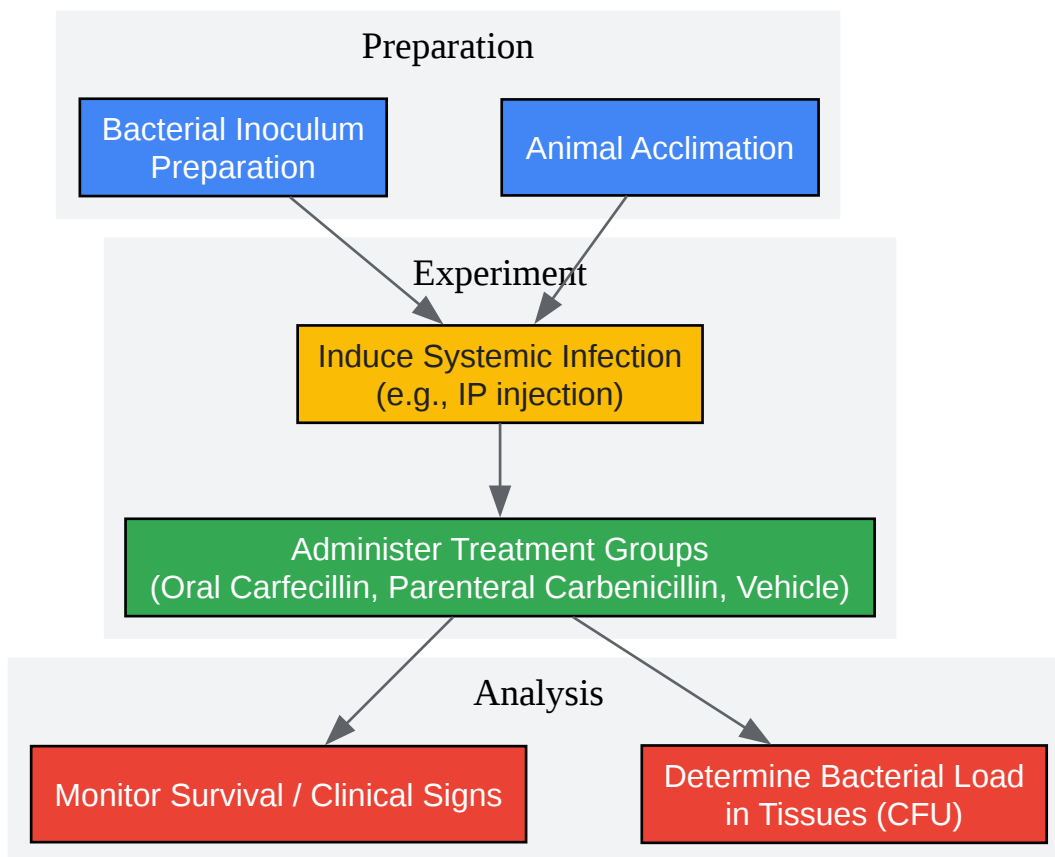 Preparation
Bacterial Inoculum
Preparation
Animal Acclimation
Experiment
Induce Systemic Infection
(e.g., IP injection)
Administer Treatment Groups
(Oral Carfecillin, Parenteral Carbenicillin, Vehicle)
Analysis
Monitor Survival / Clinical Signs
Determine Bacterial Load
in Tissues (CFU)